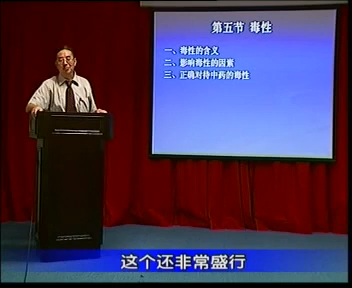 第五节 毒性
一、毒性的含义
二、影响毒性的因素
三、正确对待中药的毒性
这个还非常盛行